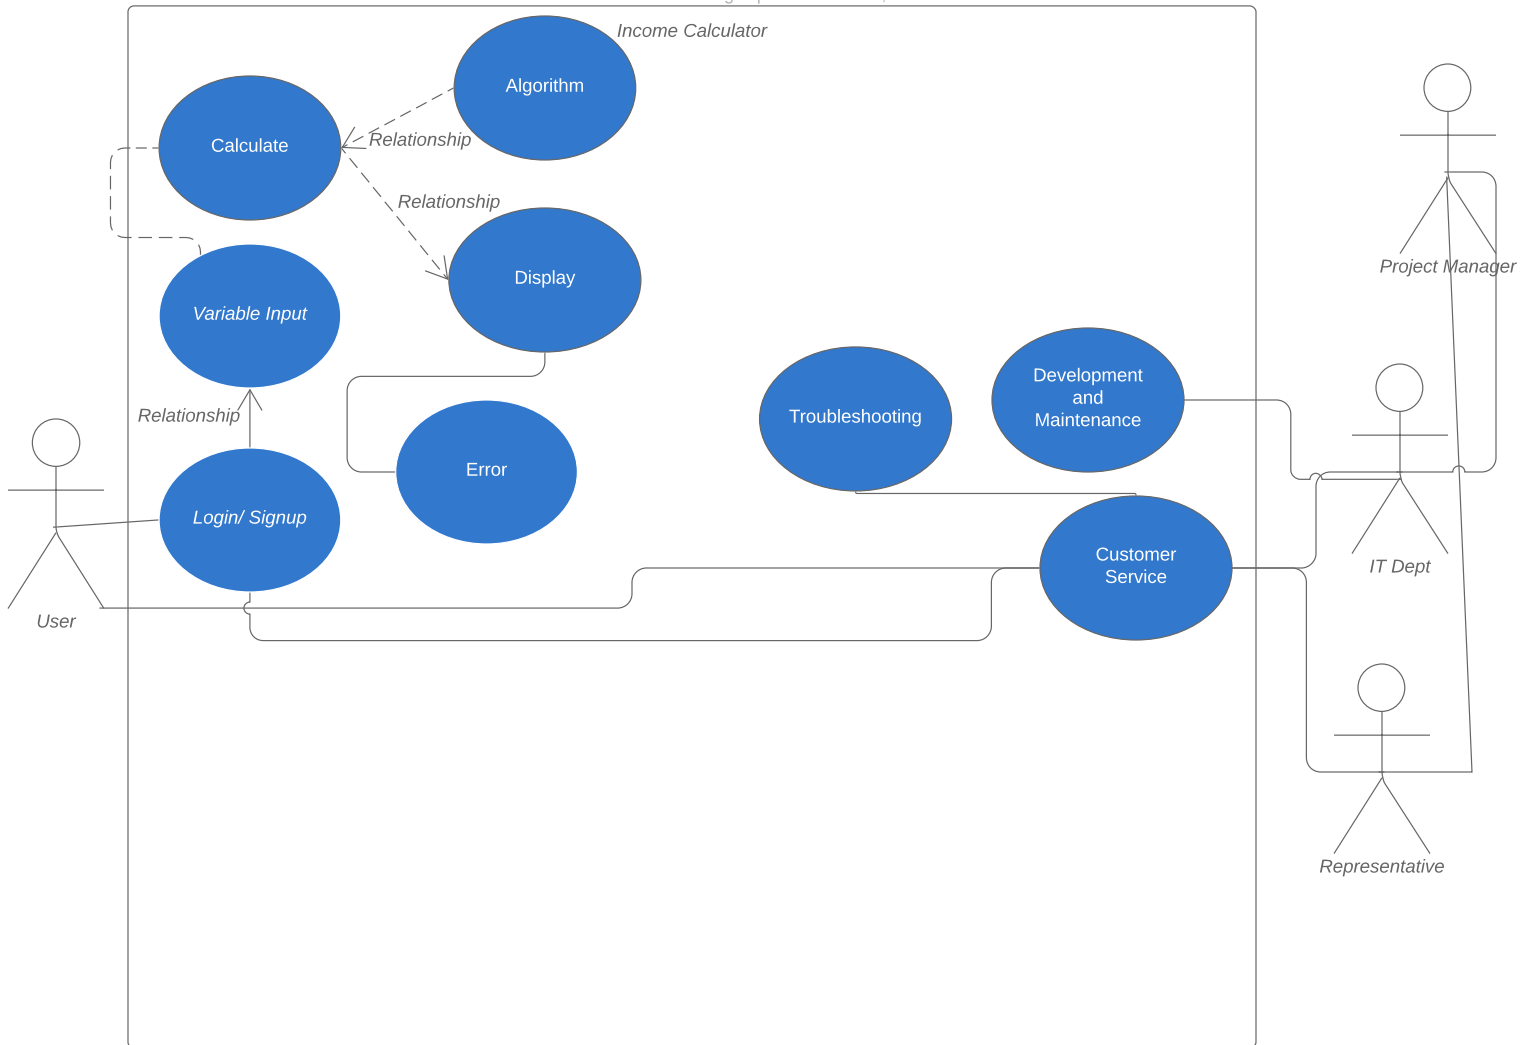 Income Calculator
Algorithm
Calculate
Relationship
Relationship
Display
Project Manager
Variable Input
Development
and
Maintenance
Troubleshooting
Relationship
Error
Login/ Signup
Customer
Service
IT Dept
User
Representative